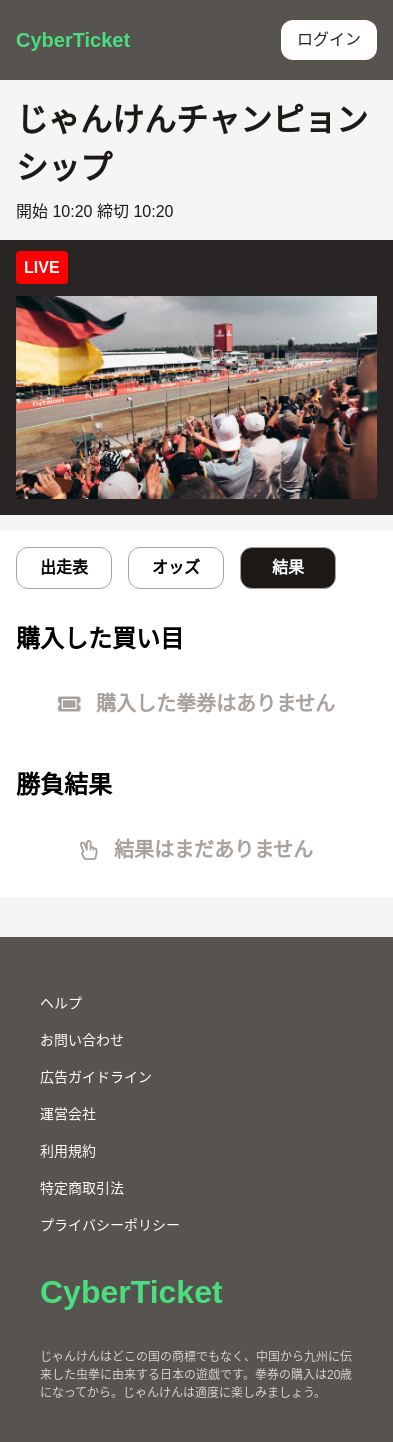 CyberTicket
ログイン
じゃんけんチャンピョン
シップ
開始 10:20 締切 10:20
LIVE
出走表
オッズ
結果
購入した買い目
購入した拳券はありません
勝負結果
結果はまだありません
ヘルプ
お問い合わせ
広告ガイドライン
運営会社
利用規約
特定商取引法
プライバシーポリシー
CyberTicket
じゃんけんはどこの国の商標でもなく、中国から九州に伝
来した虫拳に由来する日本の遊戯です。拳券の購入は20歳
になってから。じゃんけんは適度に楽しみましょう。